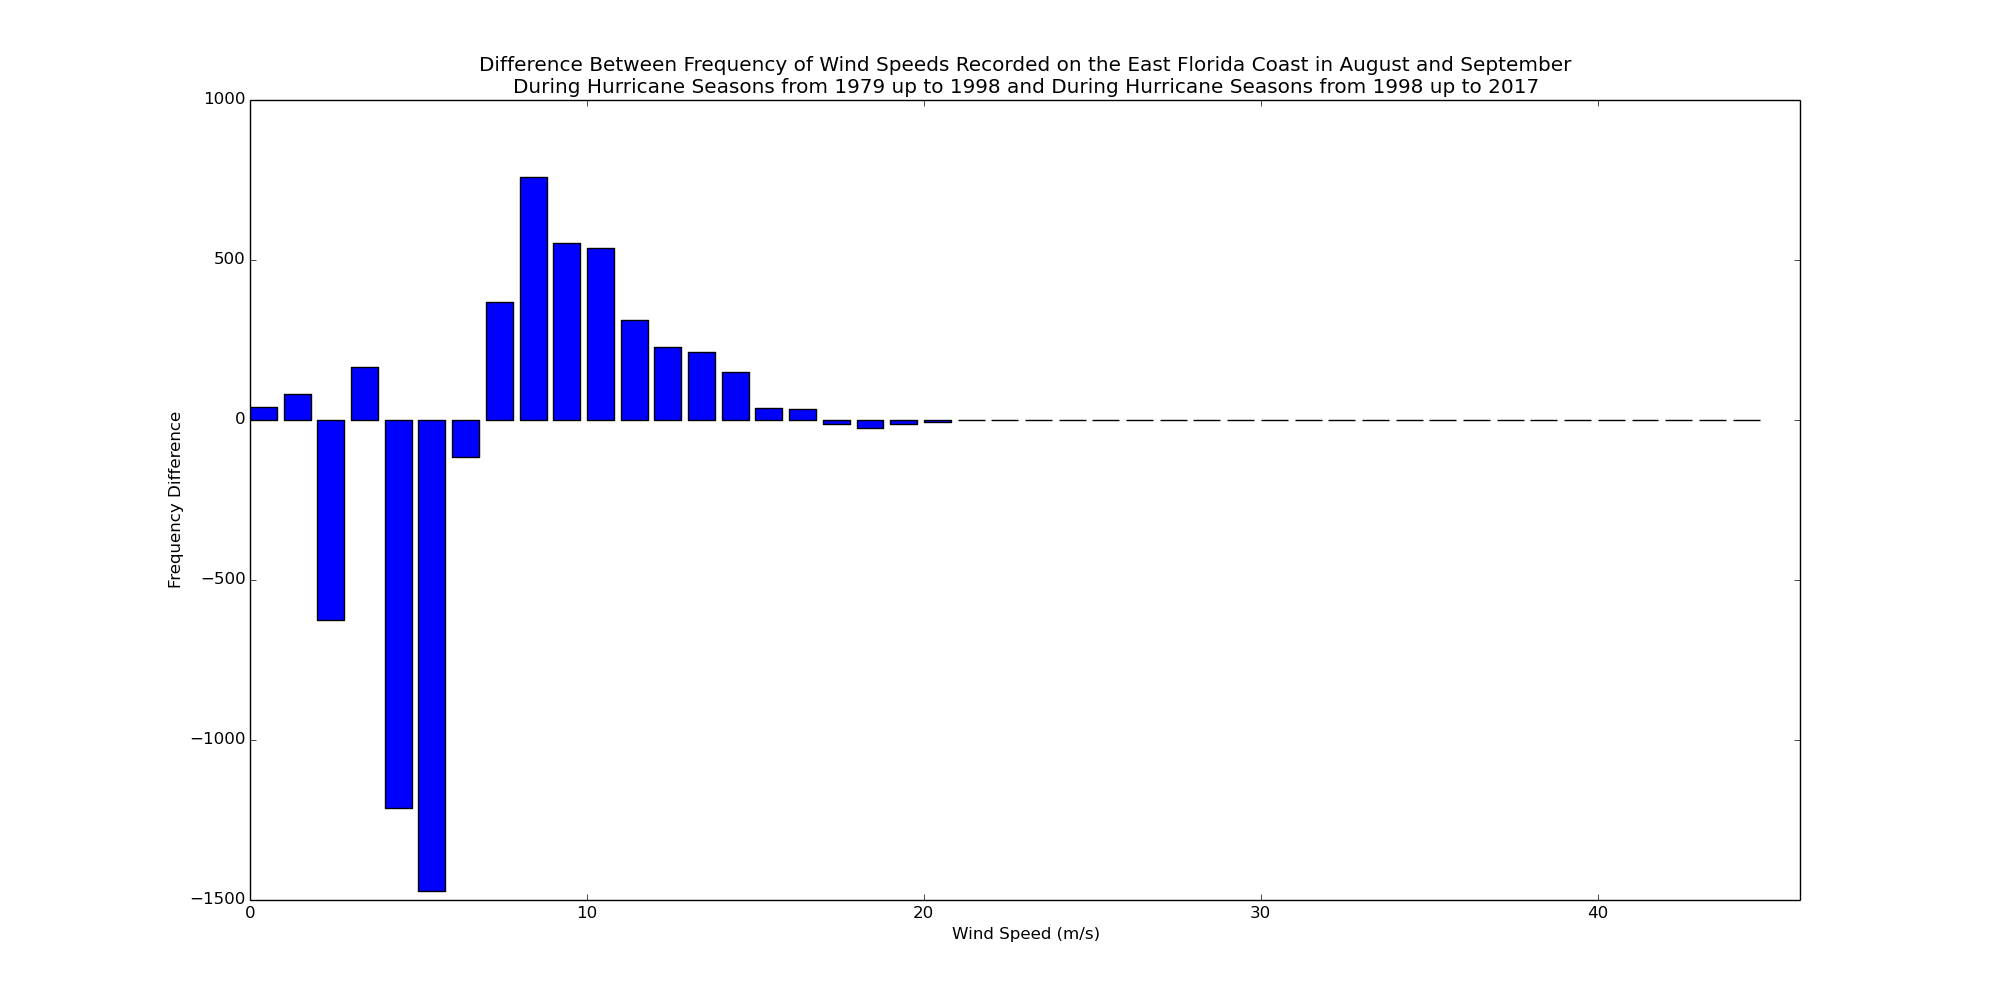 Difference Between Frequency of Wind Speeds Recorded on the East Florida Coast in August and September
During Hurricane Seasons from 1979 up to 1998 and During Hurricane Seasons from 1998 up to 2017
1000
500
0
−500
−1000
−1500
Frequency Difference
0
10
20
30
40
Wind Speed (m/s)